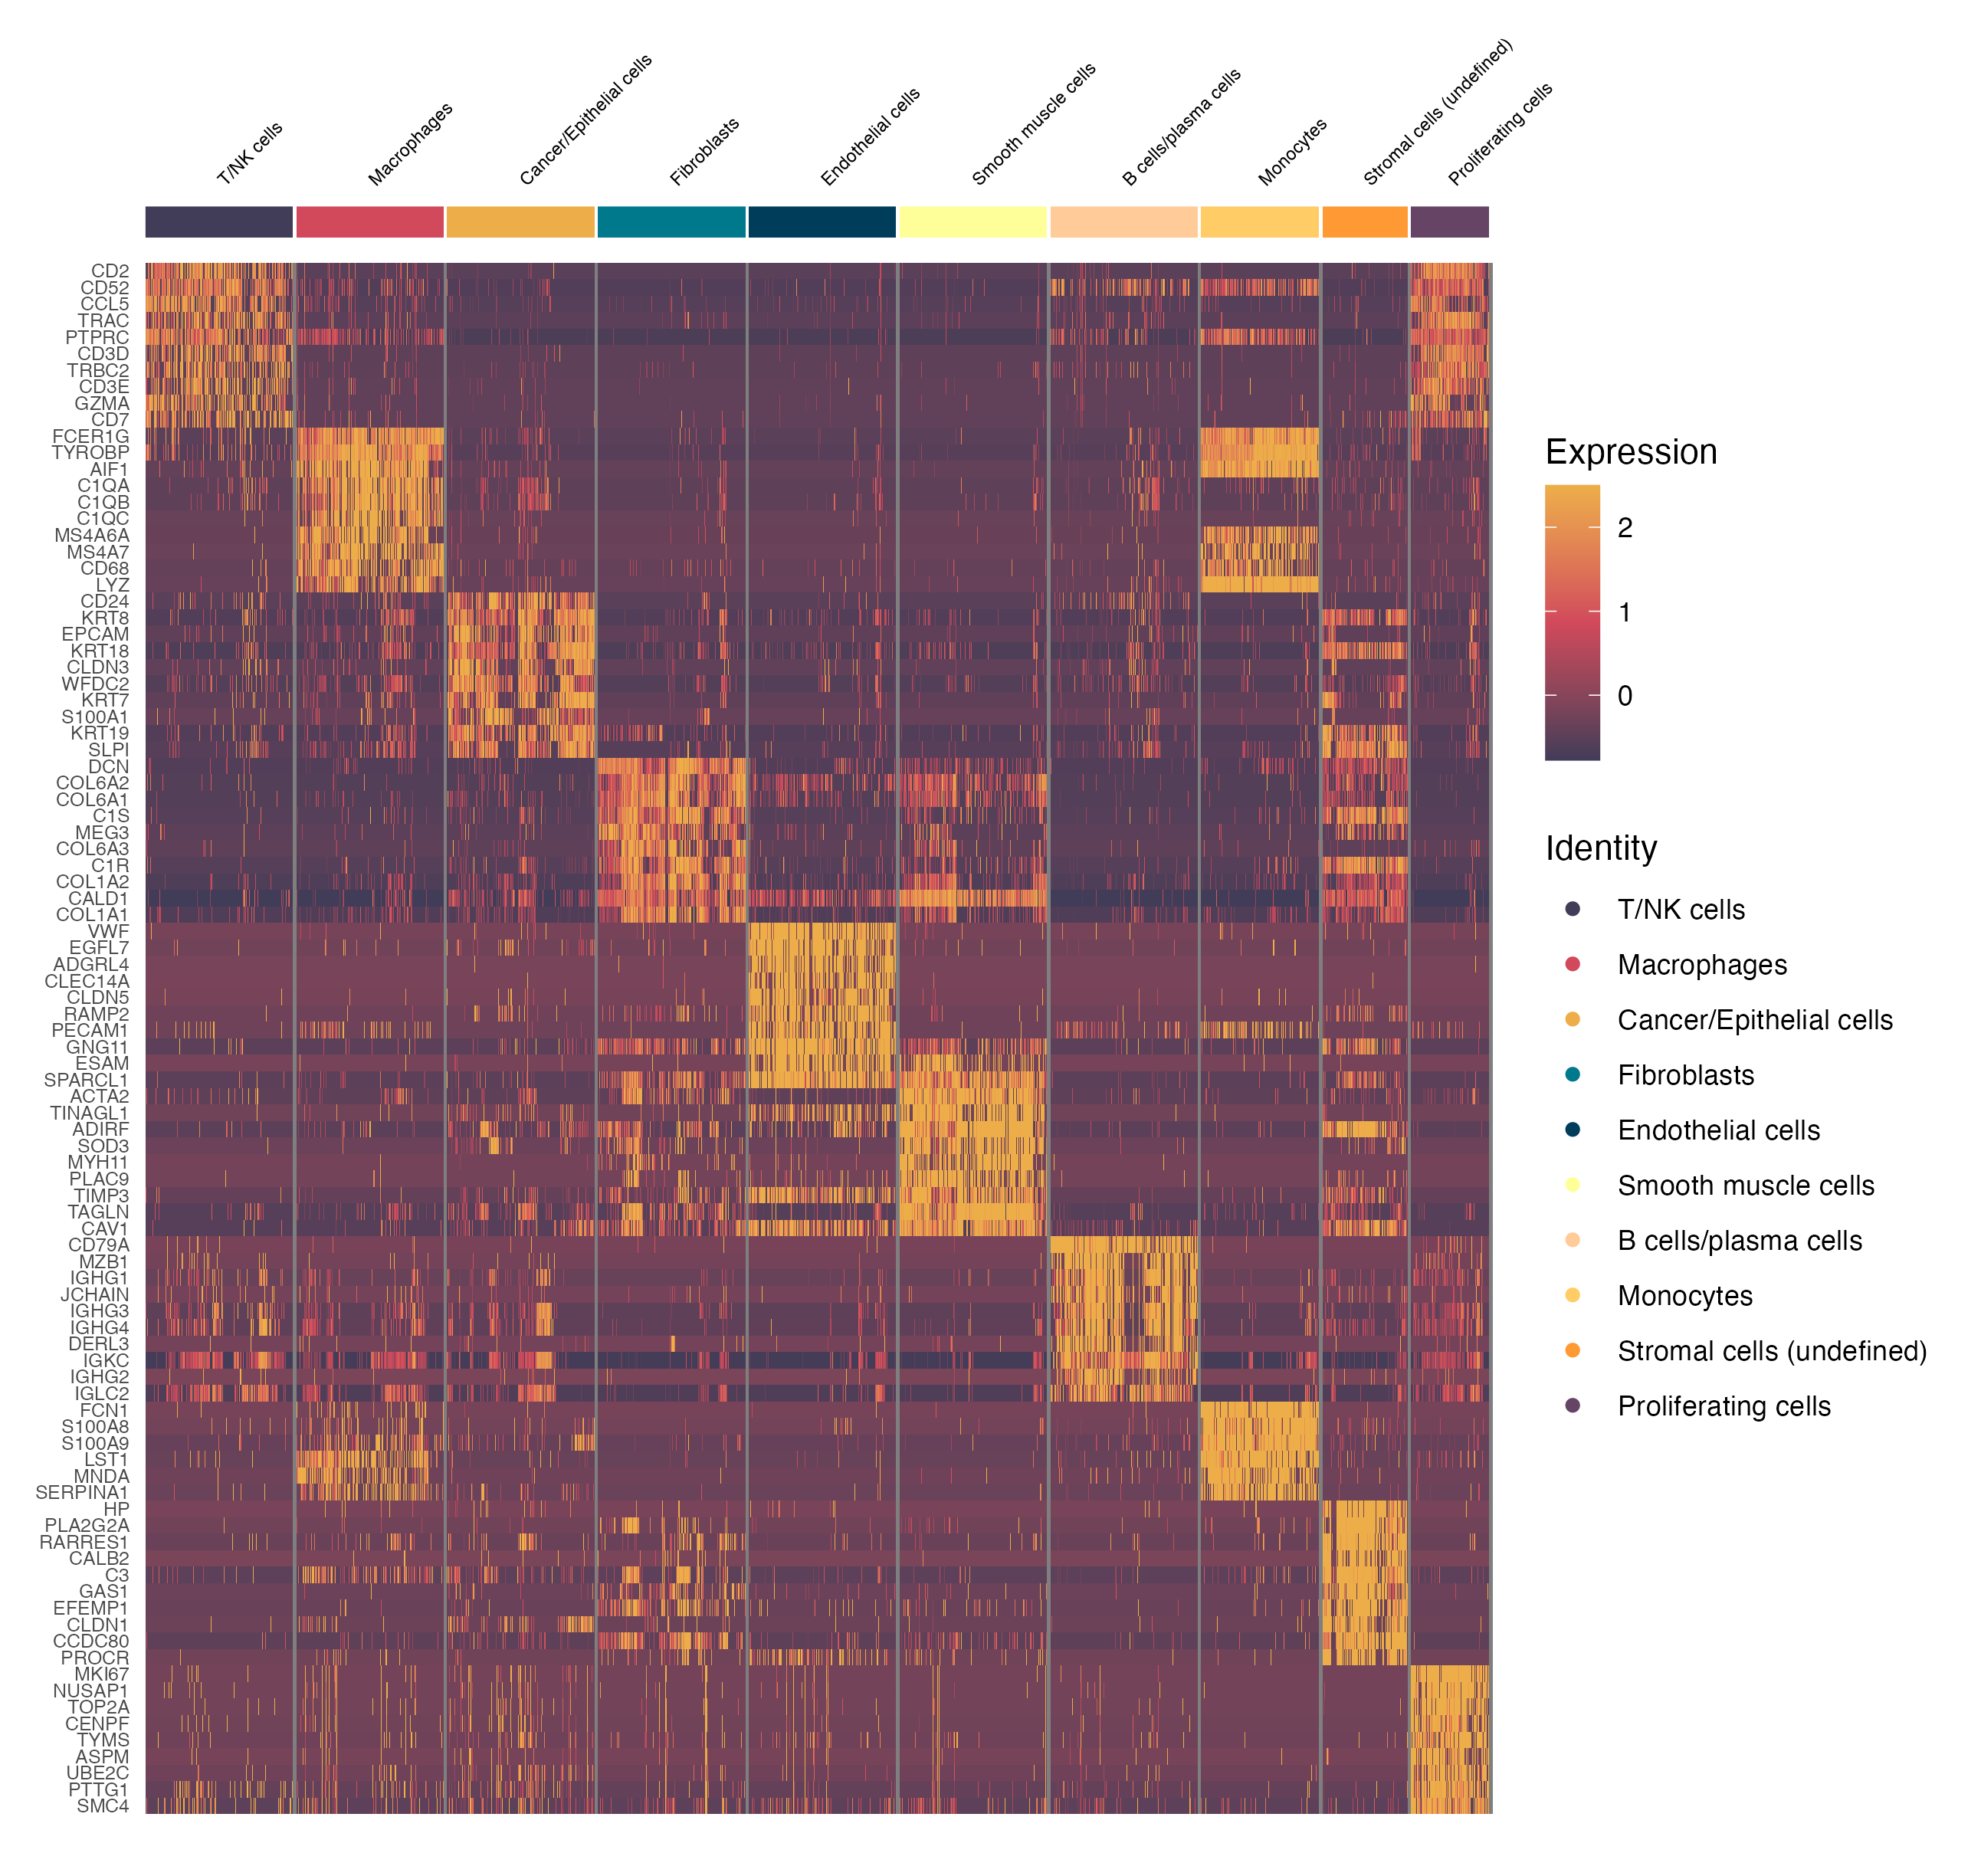 T/NK cells
Macrophages
Cancer/Epithelial cells
Fibroblasts
Endothelial cells
Smooth muscle cells
B cells/plasma cells
Monocytes
Stromal cells (undefined)
Proliferating cells
CD2
CD52
CCL5
TRAC
PTPRC
CD3D
TRBC2
CD3E
GZMA
CD7
FCER1G
TYROBP
AIF1
C1QA
C1QB
C1QC
MS4A6A
MS4A7
CD68
LYZ
CD24
KRT8
EPCAM
KRT18
CLDN3
WFDC2
KRT7
S100A1
KRT19
SLPI
DCN
COL6A2
COL6A1
C1S
MEG3
COL6A3
C1R
COL1A2
CALD1
COL1A1
VWF
EGFL7
ADGRL4
CLEC14A
CLDN5
RAMP2
PECAM1
GNG11
ESAM
SPARCL1
ACTA2
TINAGL1
ADIRF
SOD3
MYH11
PLAC9
TIMP3
TAGLN
CAV1
CD79A
MZB1
IGHG1
JCHAIN
IGHG3
IGHG4
DERL3
IGKC
IGHG2
IGLC2
FCN1
S100A8
S100A9
LST1
MNDA
SERPINA1
HP
PLA2G2A
RARRES1
CALB2
C3
GAS1
EFEMP1
CLDN1
CCDC80
PROCR
MKI67
NUSAP1
TOP2A
CENPF
TYMS
ASPM
UBE2C
PTTG1
SMC4
Expression
2
1
0
Identity
T/NK cells
Macrophages
Cancer/Epithelial cells
Fibroblasts
Endothelial cells
Smooth muscle cells
B cells/plasma cells
Monocytes
Stromal cells (undefined)
Proliferating cells